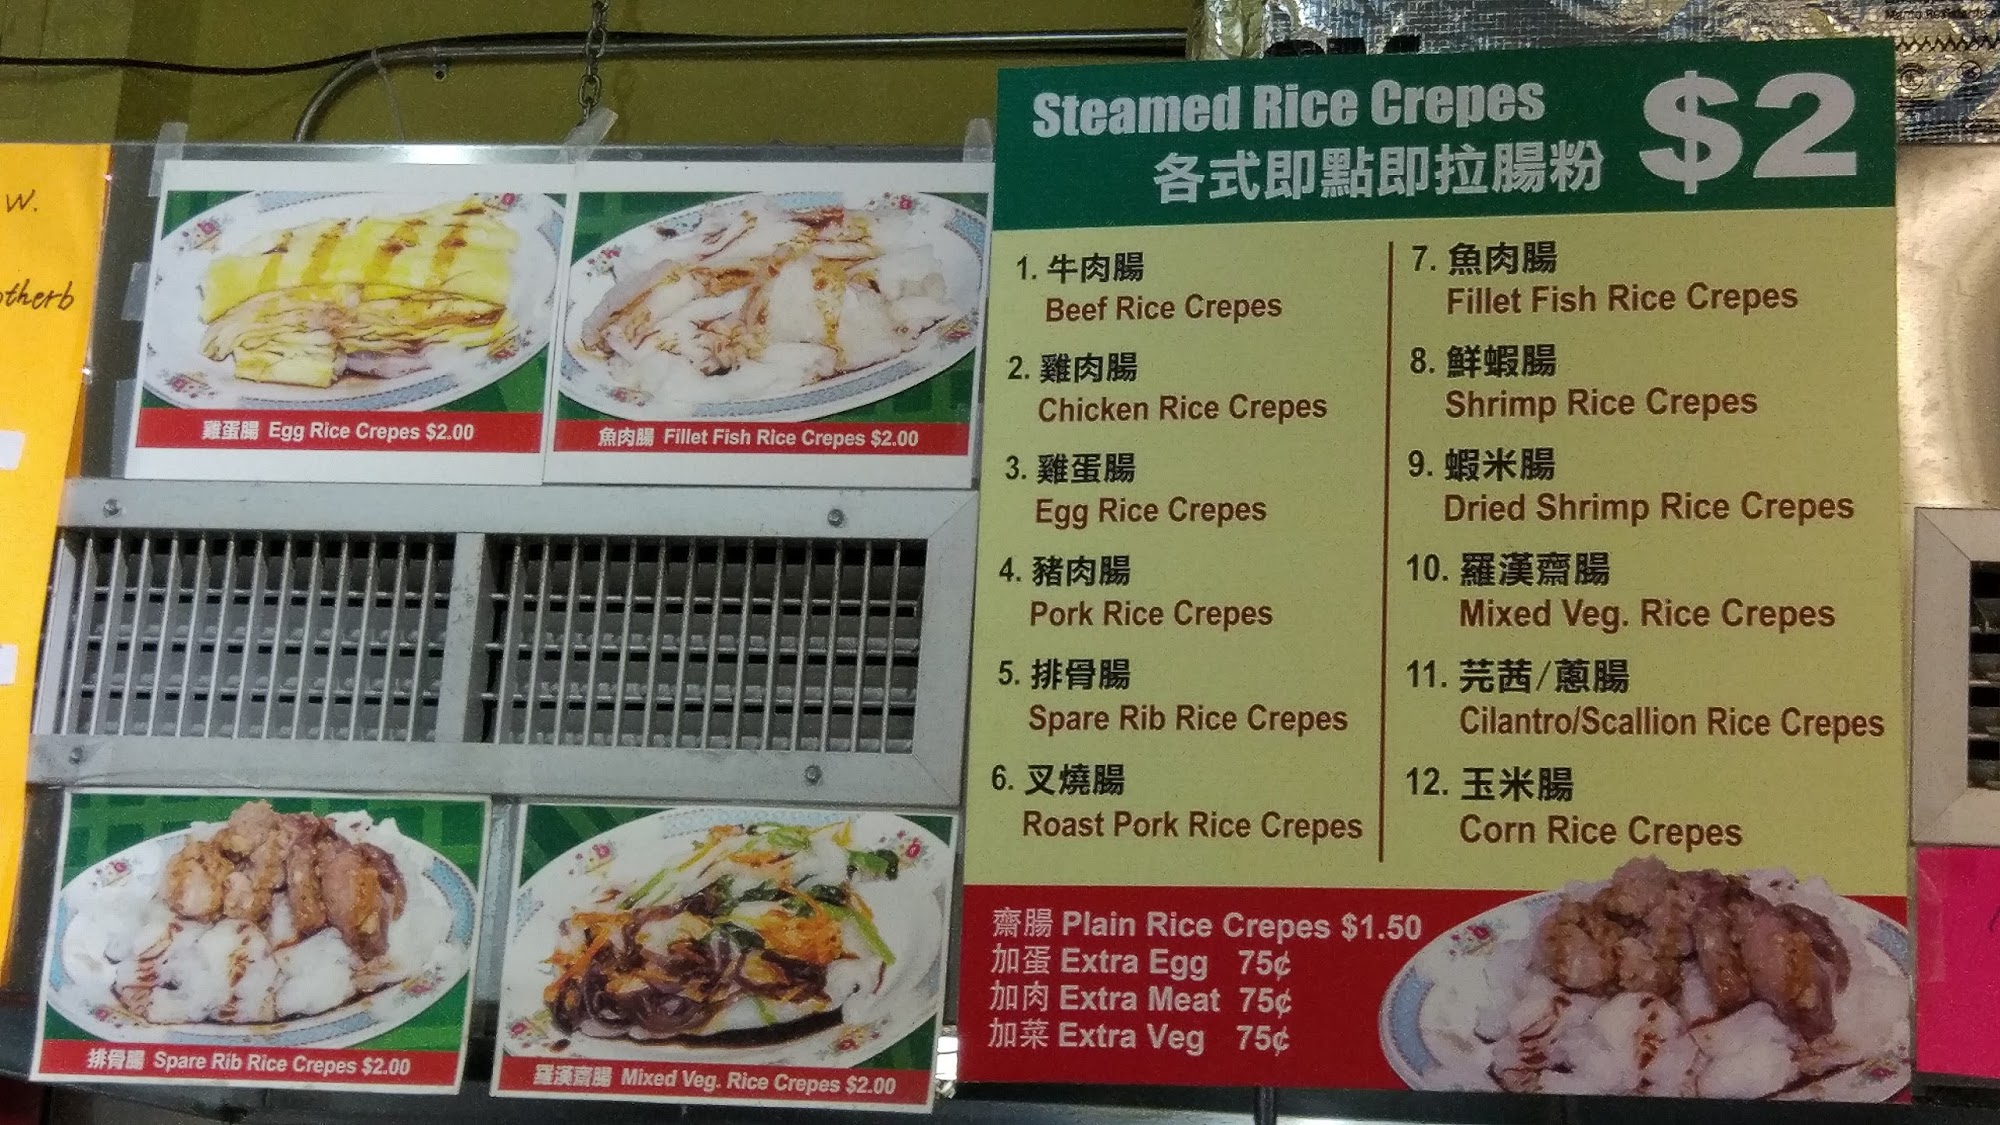 w.
otherb
雞蛋腸 Egg Rice Crepes $2.00
魚肉腸 Fillet Fish Rice Crepes $2.00
排骨腸 Spare Rib Rice Crepes $2.00
羅漢齋腸 Mixed Veg. Rice Crepes $2.00
Steamed Rice Crepes $2
各式即點即拉腸粉
1. 牛肉腸
Beef Rice Crepes
2. 雞肉腸
Chicken Rice Crepes
3. 雞蛋腸
Egg Rice Crepes
4. 豬肉腸
Pork Rice Crepes
5. 排骨腸
Spare Rib Rice Crepes
6. 叉燒腸
Roast Pork Rice Crepes
7. 魚肉腸
Fillet Fish Rice Crepes
8. 鮮蝦腸
Shrimp Rice Crepes
9. 蝦米腸
Dried Shrimp Rice Crepes
10. 羅漢齋腸
Mixed Veg. Rice Crepes
11. 芫茜/蔥腸
Cilantro/Scallion Rice Crepes
12. 玉米腸
Corn Rice Crepes
齋腸 Plain Rice Crepes $1.50
加蛋 Extra Egg 75¢
加肉 Extra Meat 75¢
加菜 Extra Veg 75¢